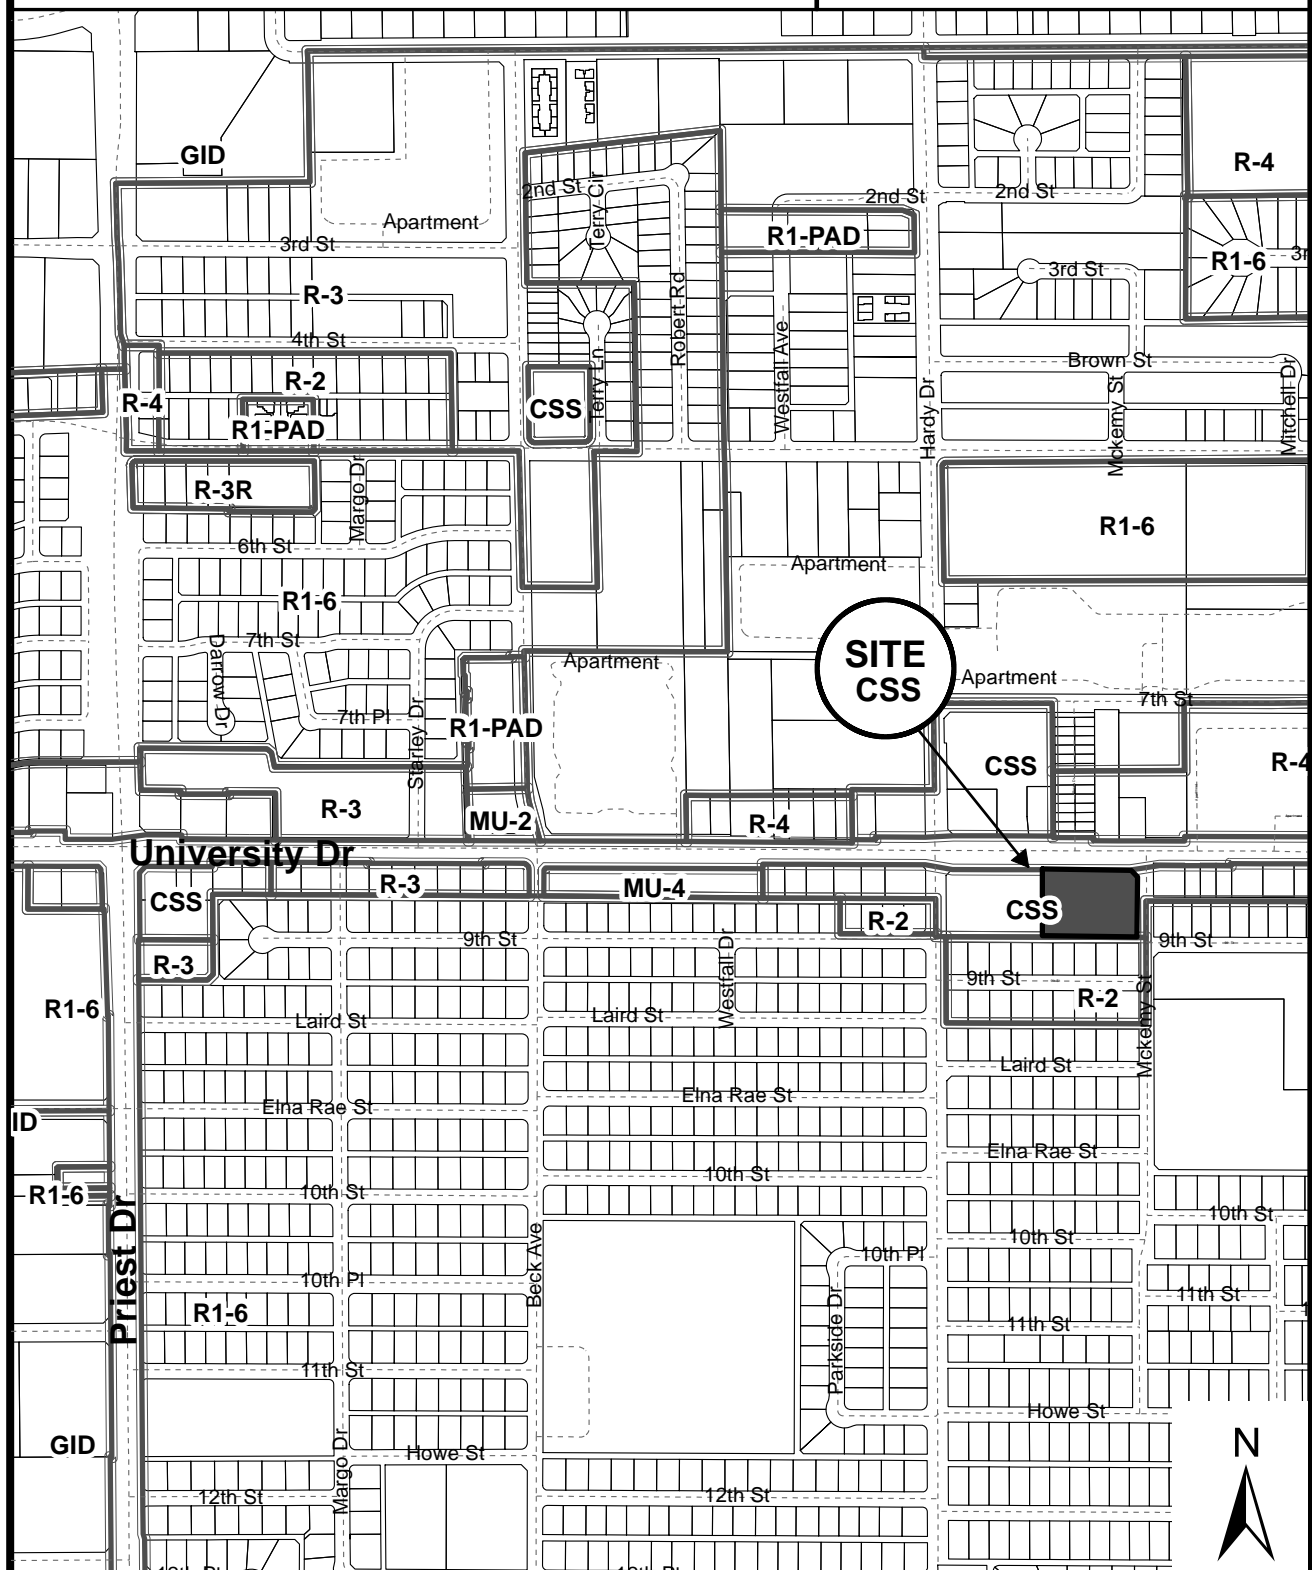 GID
R-4
2nd St
Terry Cir
2nd St
2nd St
Apartment
R1-PAD
3rd St
R1-6
3rd St
R-3
Robert Rd
4th St
Westfall Ave
Brown St
Terry Ln
R-2
Hardy Dr
Mckemy St
Mitchell Dr
R-4
CSS
R1-PAD
R-3R
Margo Dr
R1-6
6th St
Apartment
R1-6
7th St
Darrow Dr
SITE
CSS
Apartment
Apartment
7th St
7th Pl
R1-PAD
Starley Dr
CSS
R-4
R-3
MU-2
R-4
University Dr
R-3
MU-4
CSS
CSS
R-2
9th St
9th St
Westfall Dr
R-3
9th St
R-2
R1-6
Mckemy St
Laird St
Laird St
Laird St
Elna Rae St
Elna Rae St
ID
Elna Rae St
10th St
R1-6
10th St
10th St
Priest Dr
10th St
Beck Ave
10th Pl
10th Pl
11th St
R1-6
Parkside Dr
11th St
11th St
Howe St
GID
Howe St
N
Margo Dr
12th St
12th St